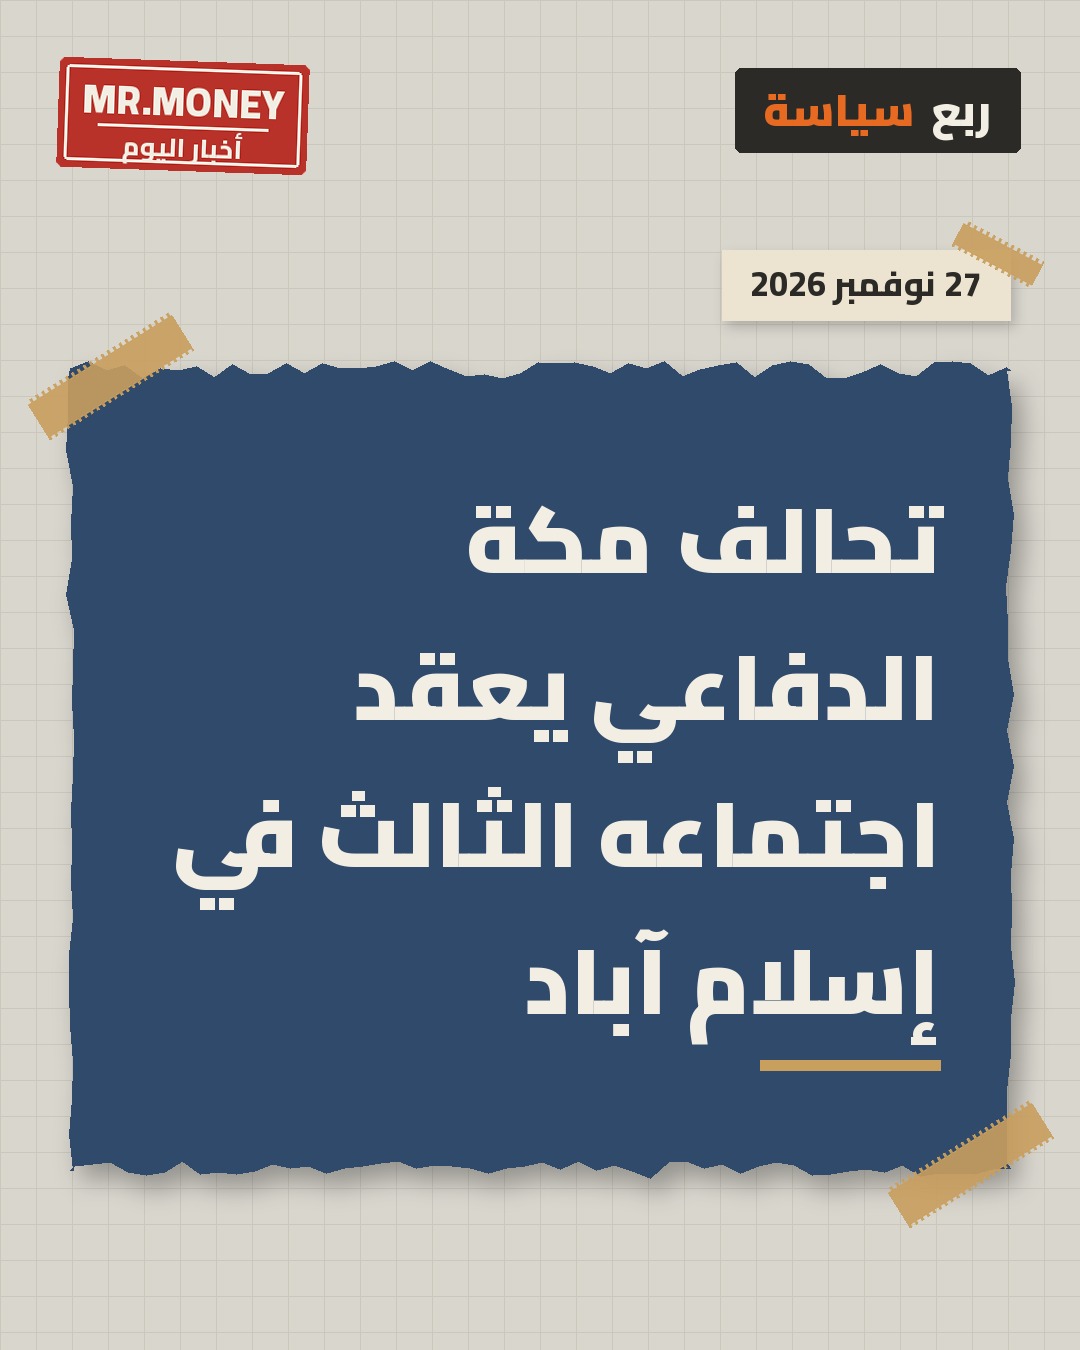 MR.MONEY
أخبار اليوم
ربع سياسة
27 نوفمبر 2026
تحالف مكة
الدفاعي يعقد
اجتماعه الثالث في
إسلام آباد